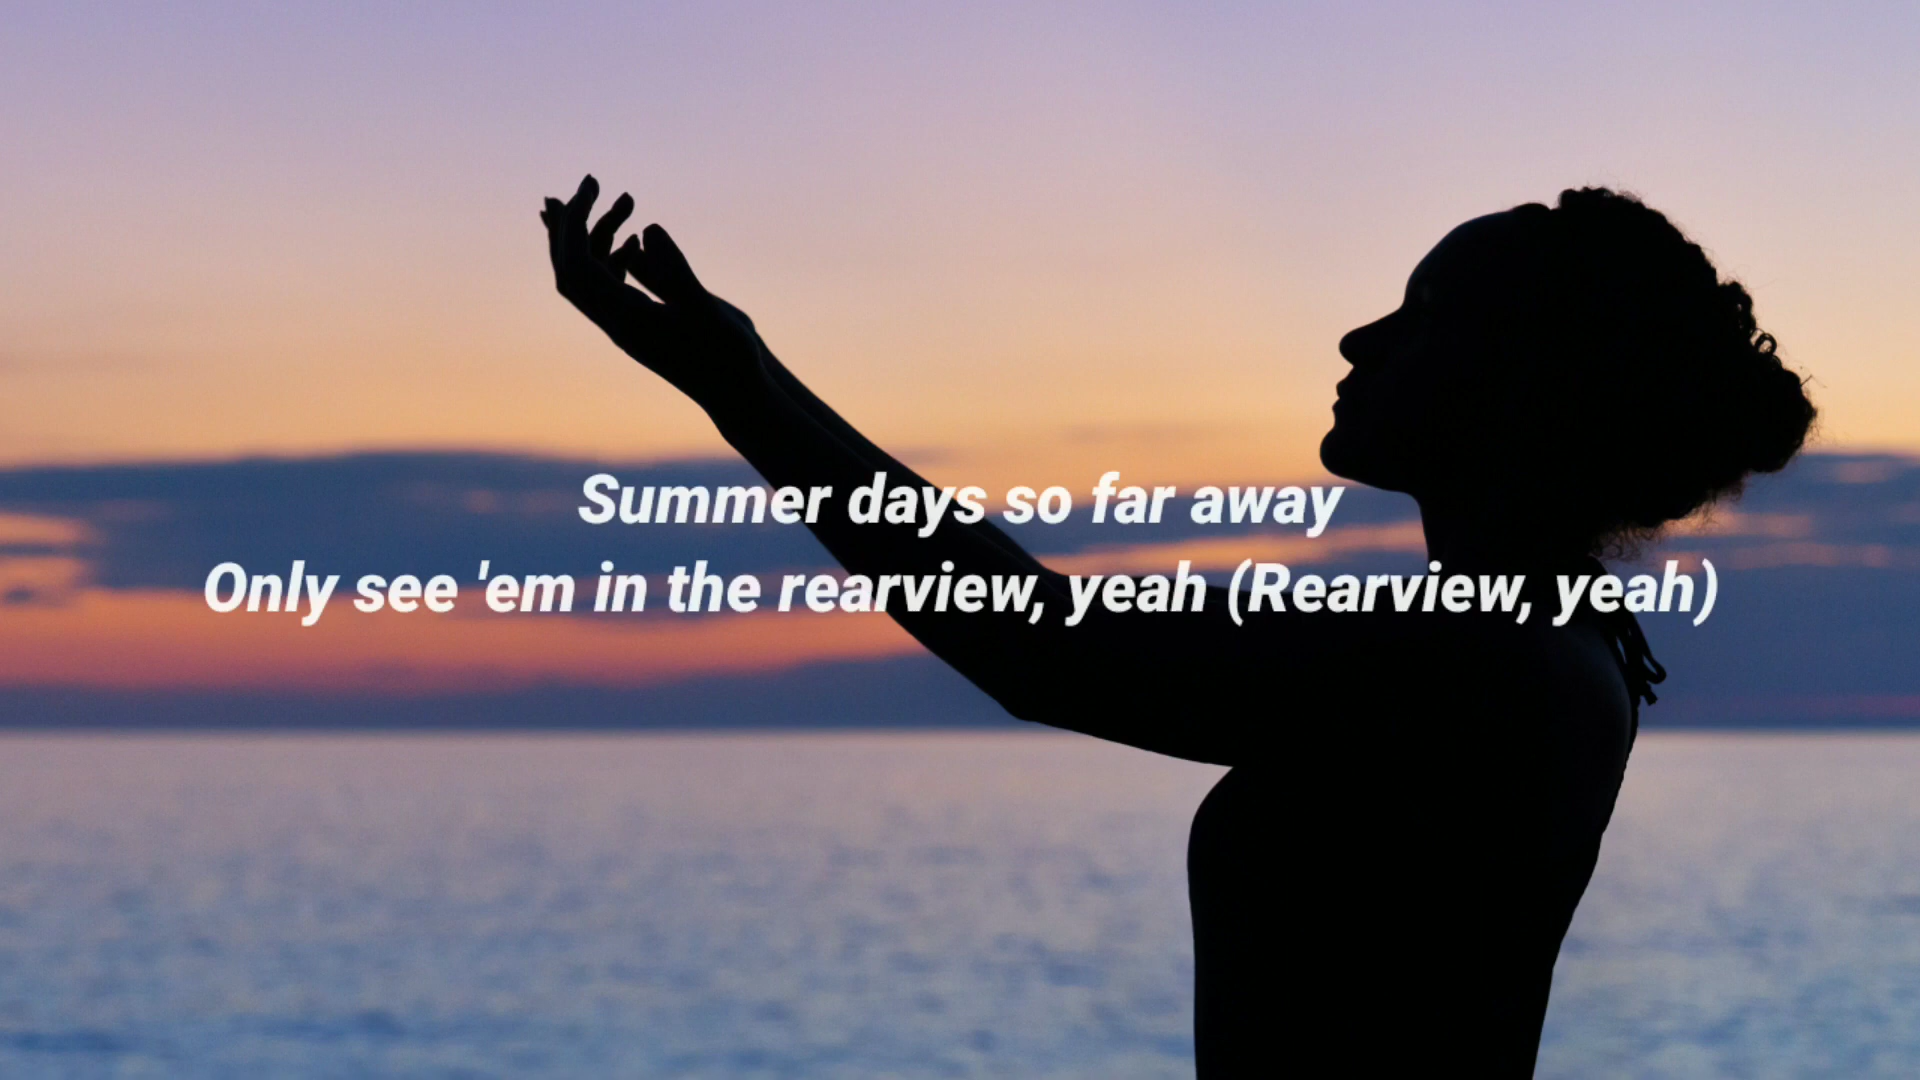 Summer days so far away
Only see 'em in the rearview, yeah (Rearview, yeah)